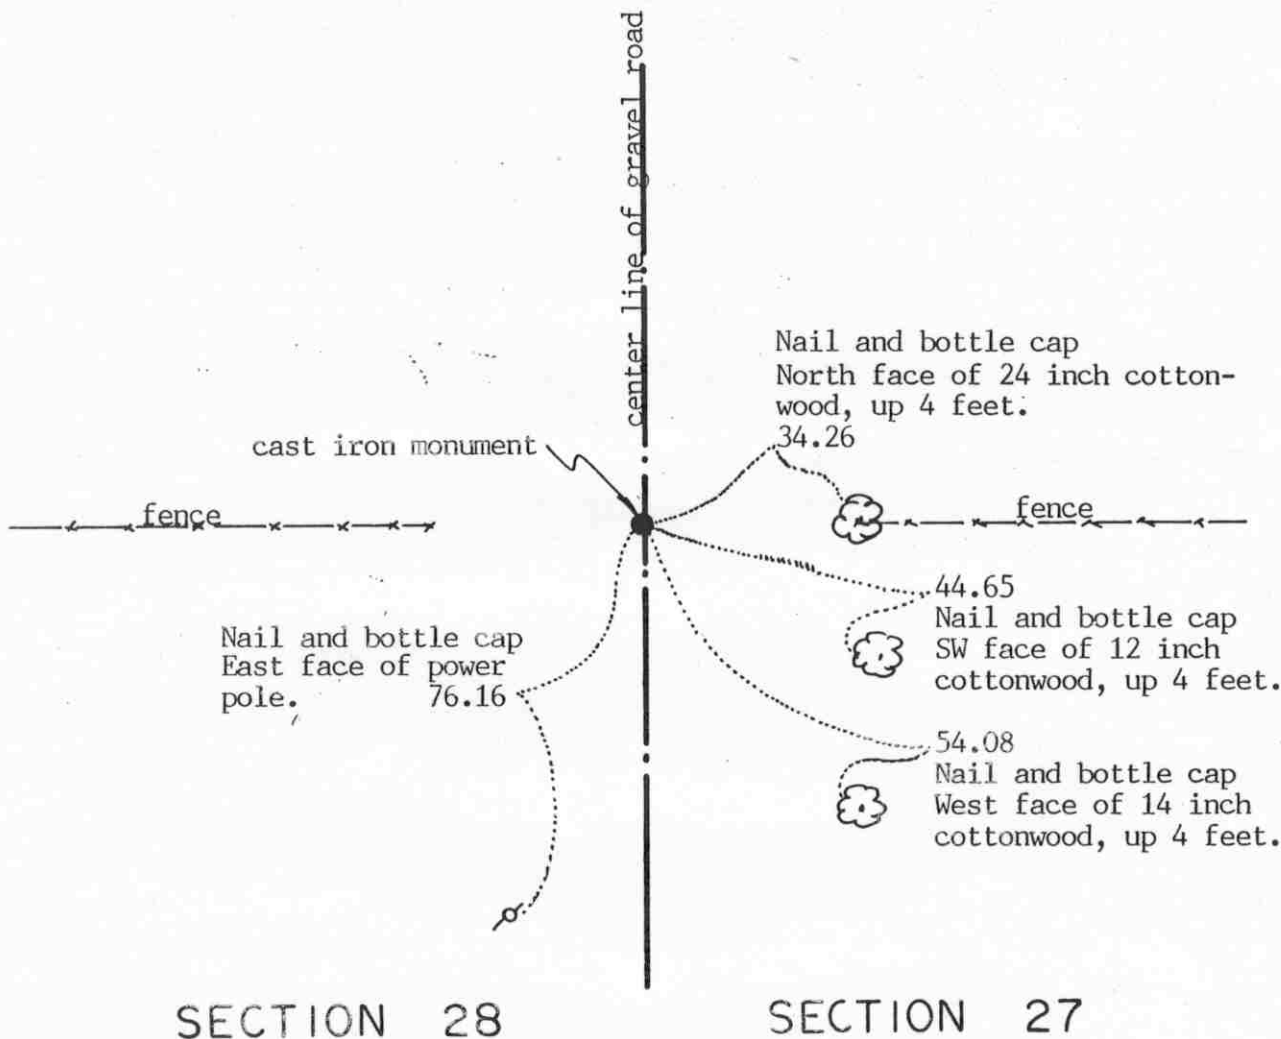 center line of gravel road
Nail and bottle cap
North face of 24 inch cotton-
wood, up 4 feet.
34.26
cast iron monument
fence
fence
44.65
Nail and bottle cap
SW face of 12 inch
cottonwood, up 4 feet.
Nail and bottle cap
East face of power
pole. 76.16
54.08
Nail and bottle cap
West face of 14 inch
cottonwood, up 4 feet.
SECTION 28
SECTION 27